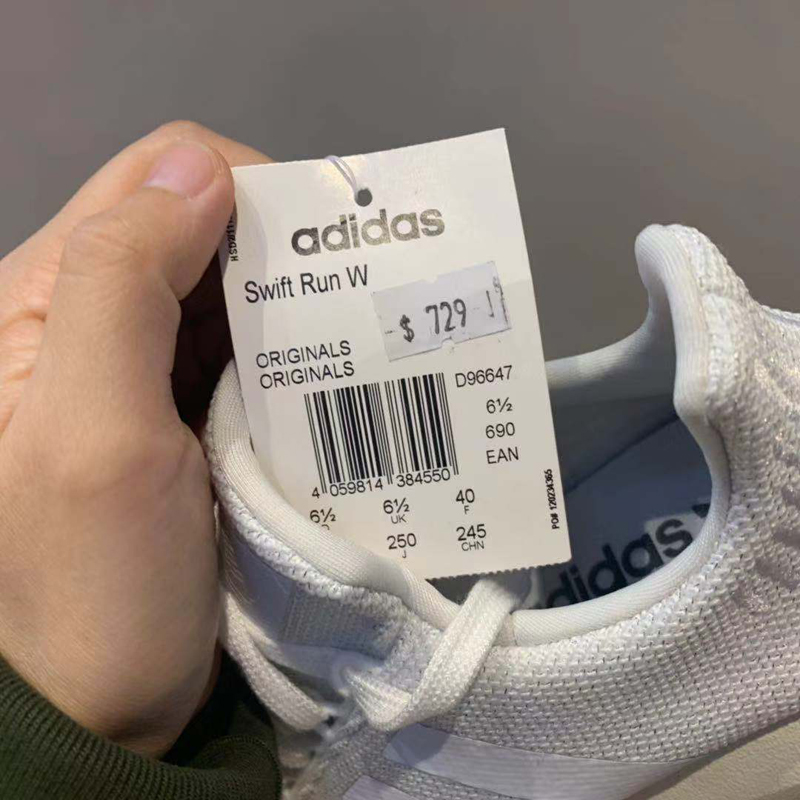 adidas
Swift Run W
$ 729
ORIGINALS
ORIGINALS
D96647
6½
690
EAN
4 059814 384550
6½
6½
UK
40
F
250
J
245
CHN
PO# 120234365
adidas